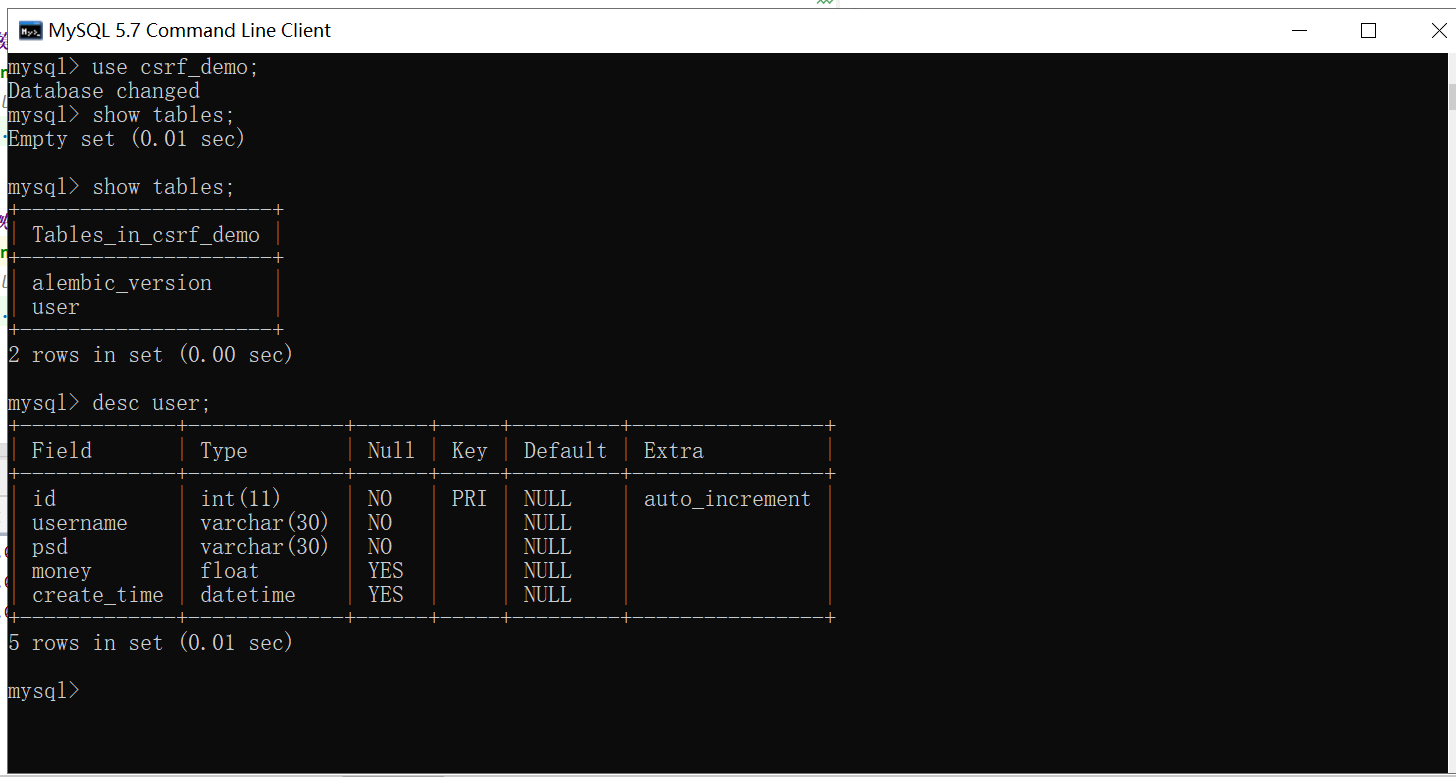 MySQL 5.7 Command Line Client
mysql> use csrf_demo;
Database changed
mysql> show tables;
Empty set (0.01 sec)
mysql> show tables;
+---------------------+
| Tables_in_csrf_demo |
+---------------------+
| alembic_version     |
| user                |
+---------------------+
2 rows in set (0.00 sec)
mysql> desc user;
+-------------+-------------+------+-----+---------+----------------+
| Field       | Type        | Null | Key | Default | Extra          |
+-------------+-------------+------+-----+---------+----------------+
| id          | int(11)     | NO   | PRI | NULL    | auto_increment |
| username    | varchar(30) | NO   |     | NULL    |                |
| psd         | varchar(30) | NO   |     | NULL    |                |
| money       | float       | YES  |     | NULL    |                |
| create_time | datetime    | YES  |     | NULL    |                |
+-------------+-------------+------+-----+---------+----------------+
5 rows in set (0.01 sec)
mysql>